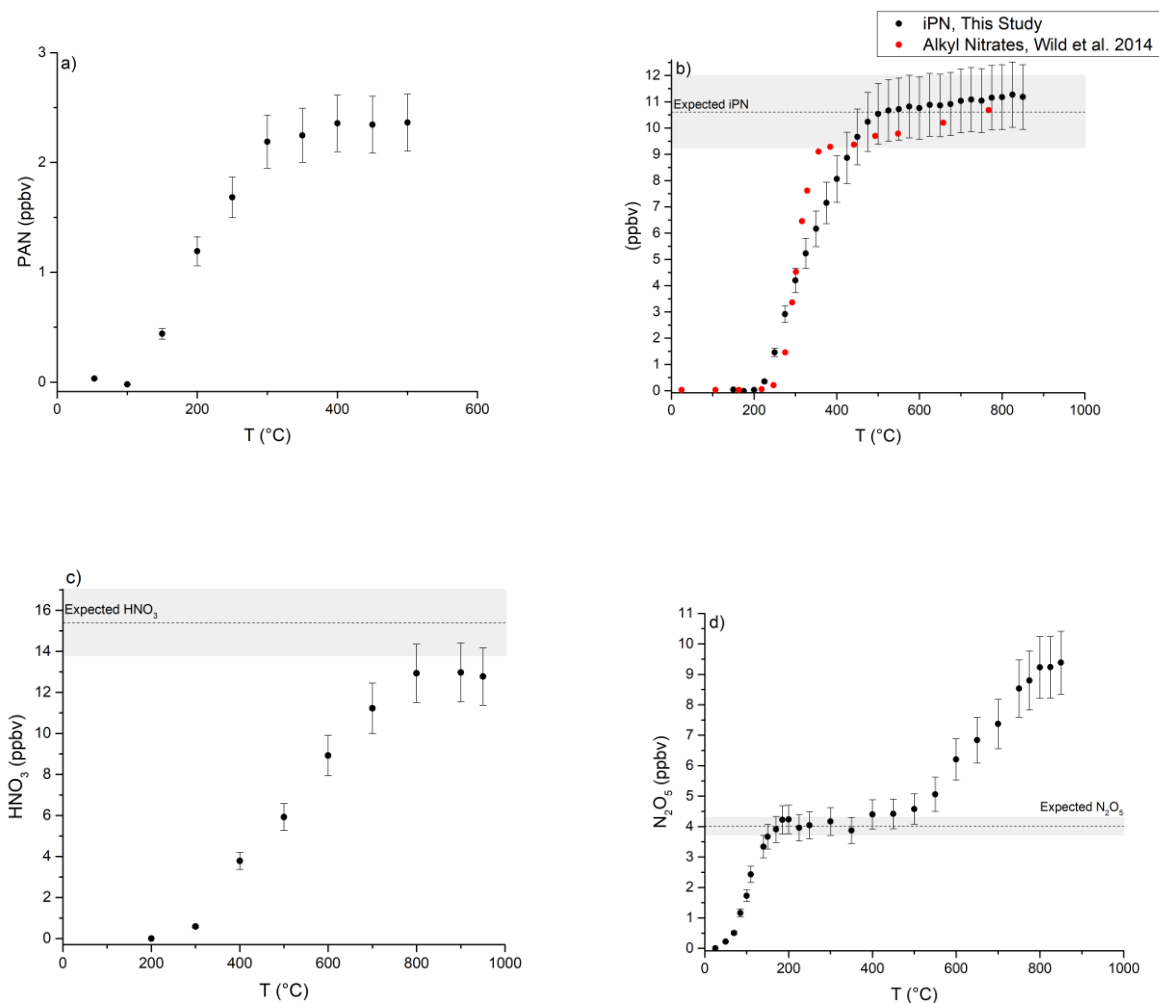 iPN, This Study
Alkyl Nitrates, Wild et al. 2014
a)
3
2
1
0
PAN (ppbv)
0 200 400 600
T (°C)
b)
12
11
10
9
8
7
6
5
4
3
2
1
0
(ppbv)
Expected iPN
0 200 400 600 800 1000
T (°C)
c)
16
14
12
10
8
6
4
2
0
HNO₃ (ppbv)
Expected HNO₃
0 200 400 600 800 1000
T (°C)
d)
11
10
9
8
7
6
5
4
3
2
1
0
N₂O₅ (ppbv)
Expected N₂O₅
0 200 400 600 800 1000
T (°C)